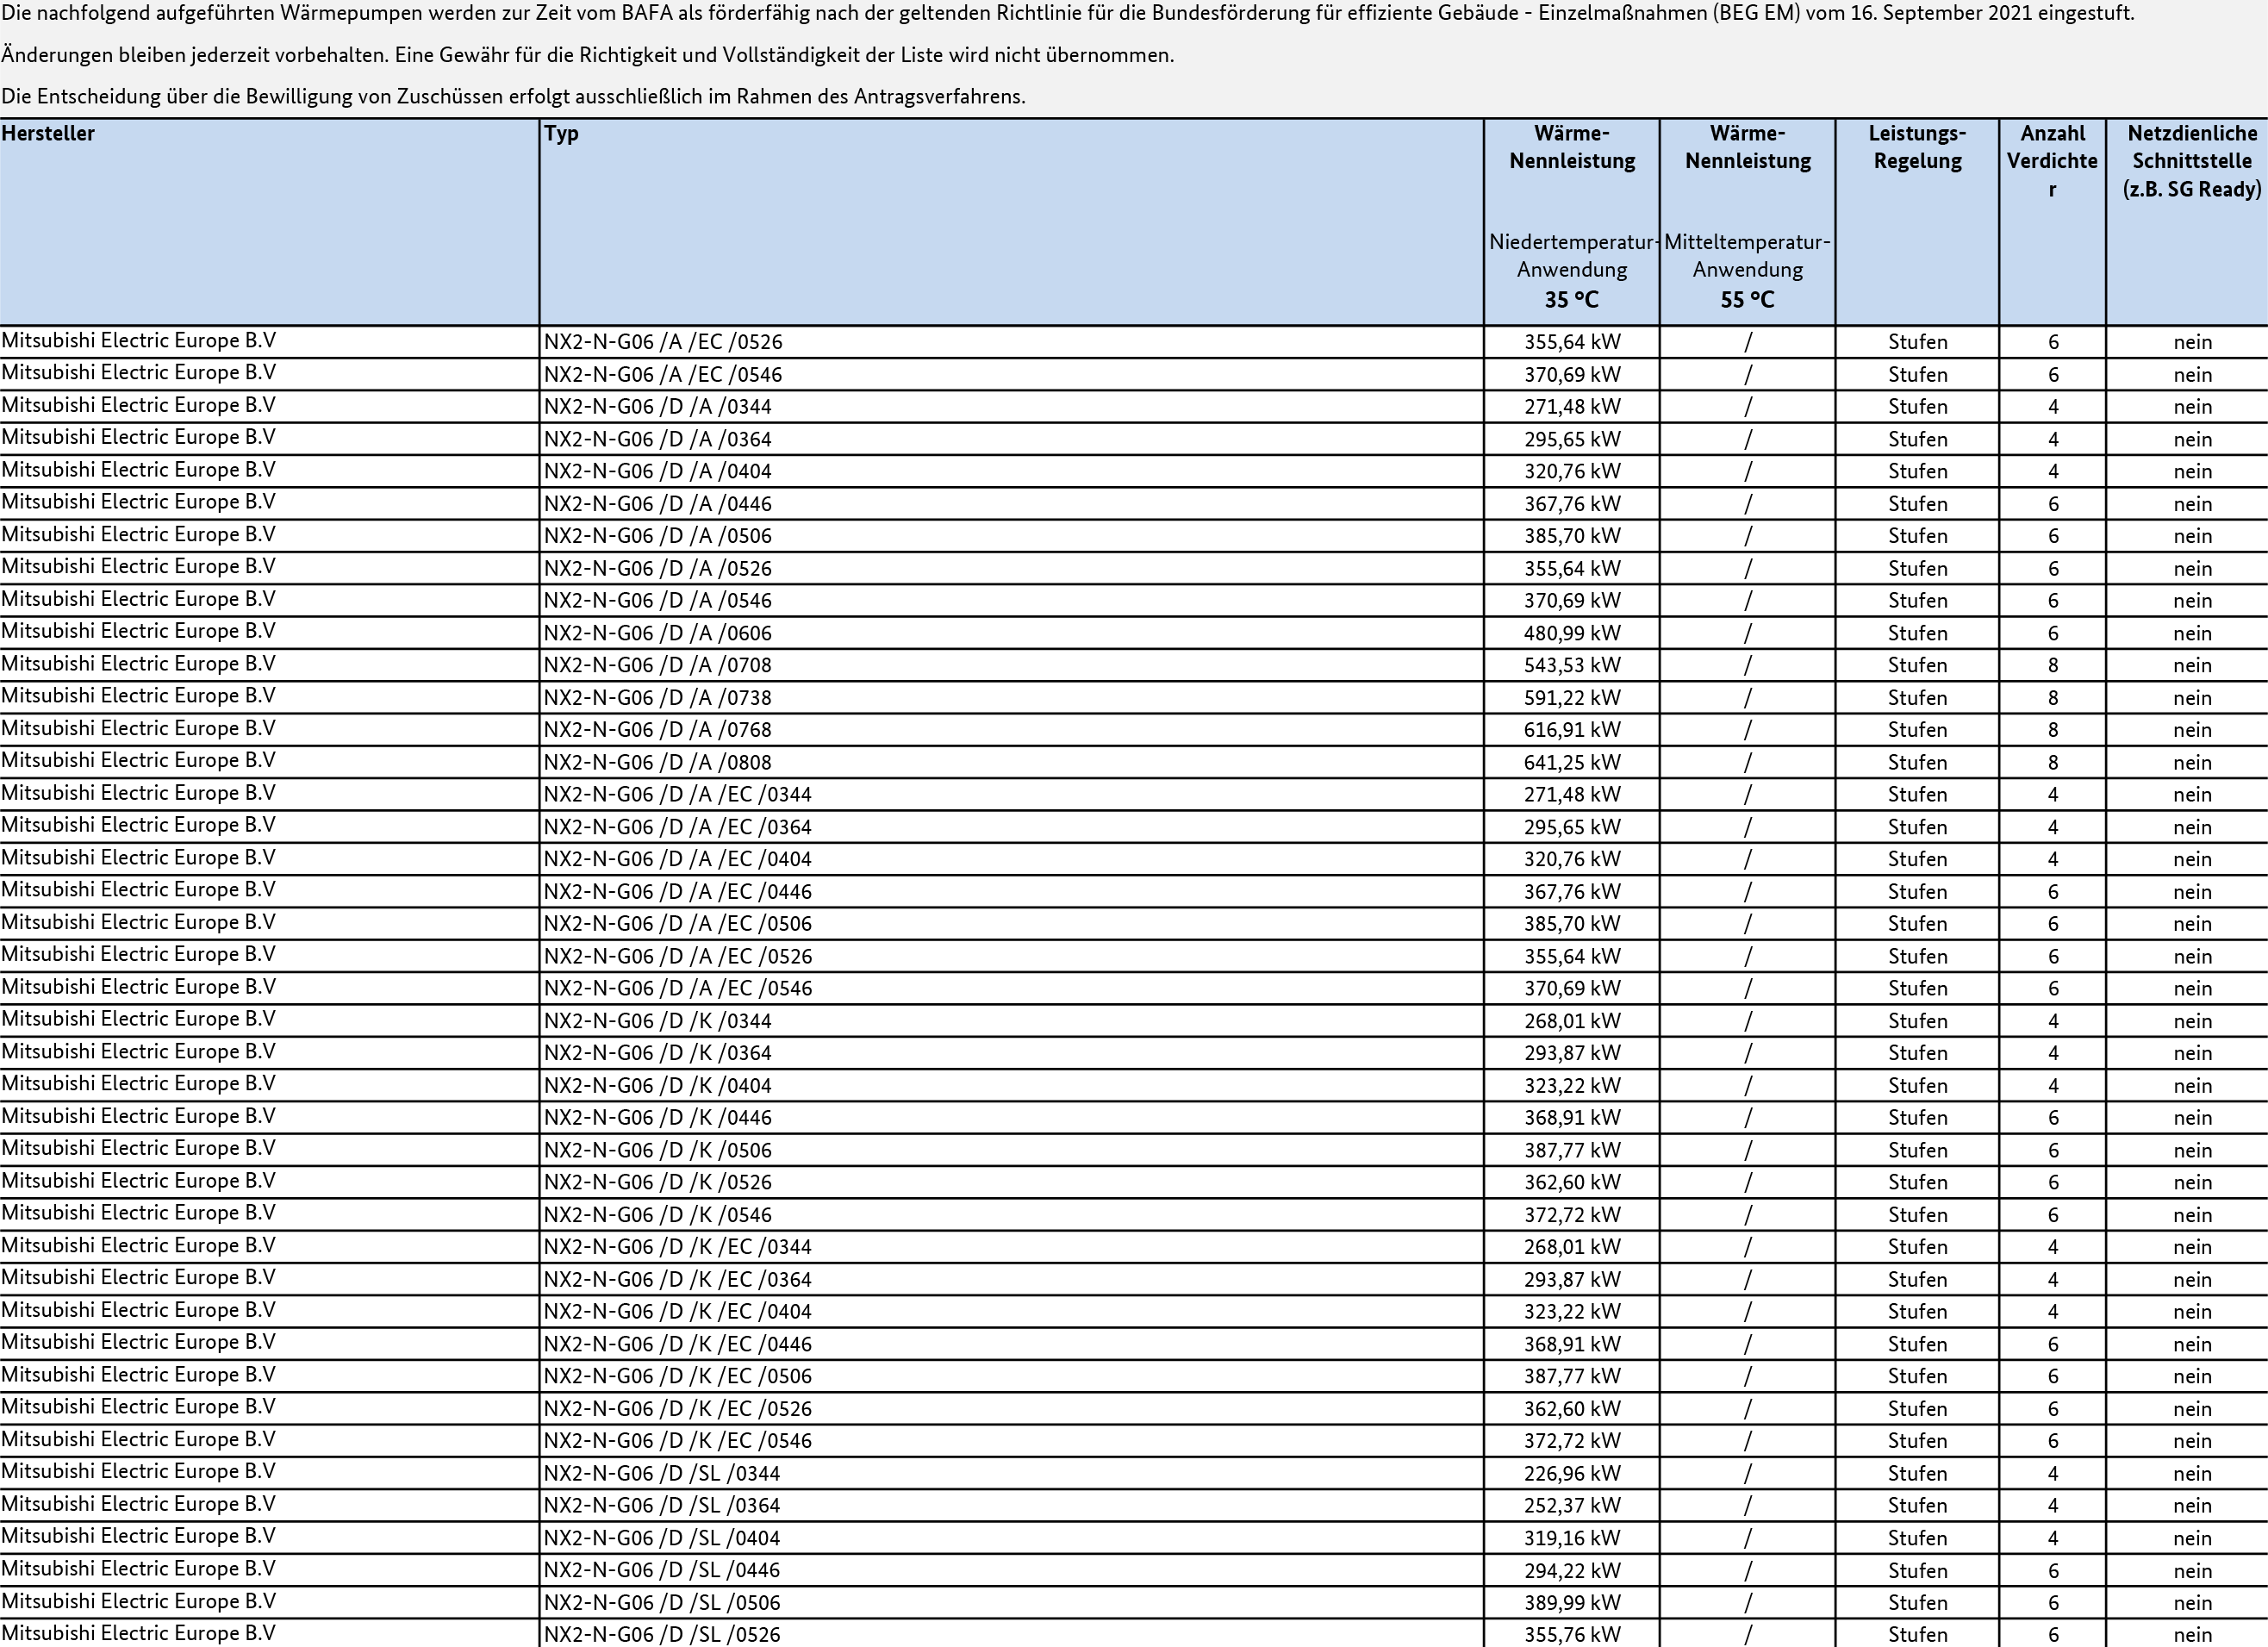 Die nachfolgend aufgeführten Wärmepumpen werden zur Zeit vom BAFA als förderfähig nach der geltenden Richtlinie für die Bundesförderung für effiziente Gebäude - Einzelmaßnahmen (BEG EM) vom 16. September 2021 eingestuft.
Änderungen bleiben jederzeit vorbehalten. Eine Gewähr für die Richtigkeit und Vollständigkeit der Liste wird nicht übernommen.
Die Entscheidung über die Bewilligung von Zuschüssen erfolgt ausschließlich im Rahmen des Antragsverfahrens.
Hersteller Typ Wärme- Wärme- Leistungs- Anzahl Netzdienliche
Nennleistung Nennleistung Regelung Verdichte Schnittstelle
r (z.B. SG Ready)
Niedertemperatur- Mitteltemperatur-
Anwendung Anwendung
35 °C 55 °C
Mitsubishi Electric Europe B.V NX2-N-G06 /A /EC /0526 355,64 kW / Stufen 6 nein
Mitsubishi Electric Europe B.V NX2-N-G06 /A /EC /0546 370,69 kW / Stufen 6 nein
Mitsubishi Electric Europe B.V NX2-N-G06 /D /A /0344 271,48 kW / Stufen 4 nein
Mitsubishi Electric Europe B.V NX2-N-G06 /D /A /0364 295,65 kW / Stufen 4 nein
Mitsubishi Electric Europe B.V NX2-N-G06 /D /A /0404 320,76 kW / Stufen 4 nein
Mitsubishi Electric Europe B.V NX2-N-G06 /D /A /0446 367,76 kW / Stufen 6 nein
Mitsubishi Electric Europe B.V NX2-N-G06 /D /A /0506 385,70 kW / Stufen 6 nein
Mitsubishi Electric Europe B.V NX2-N-G06 /D /A /0526 355,64 kW / Stufen 6 nein
Mitsubishi Electric Europe B.V NX2-N-G06 /D /A /0546 370,69 kW / Stufen 6 nein
Mitsubishi Electric Europe B.V NX2-N-G06 /D /A /0606 480,99 kW / Stufen 6 nein
Mitsubishi Electric Europe B.V NX2-N-G06 /D /A /0708 543,53 kW / Stufen 8 nein
Mitsubishi Electric Europe B.V NX2-N-G06 /D /A /0738 591,22 kW / Stufen 8 nein
Mitsubishi Electric Europe B.V NX2-N-G06 /D /A /0768 616,91 kW / Stufen 8 nein
Mitsubishi Electric Europe B.V NX2-N-G06 /D /A /0808 641,25 kW / Stufen 8 nein
Mitsubishi Electric Europe B.V NX2-N-G06 /D /A /EC /0344 271,48 kW / Stufen 4 nein
Mitsubishi Electric Europe B.V NX2-N-G06 /D /A /EC /0364 295,65 kW / Stufen 4 nein
Mitsubishi Electric Europe B.V NX2-N-G06 /D /A /EC /0404 320,76 kW / Stufen 4 nein
Mitsubishi Electric Europe B.V NX2-N-G06 /D /A /EC /0446 367,76 kW / Stufen 6 nein
Mitsubishi Electric Europe B.V NX2-N-G06 /D /A /EC /0506 385,70 kW / Stufen 6 nein
Mitsubishi Electric Europe B.V NX2-N-G06 /D /A /EC /0526 355,64 kW / Stufen 6 nein
Mitsubishi Electric Europe B.V NX2-N-G06 /D /A /EC /0546 370,69 kW / Stufen 6 nein
Mitsubishi Electric Europe B.V NX2-N-G06 /D /K /0344 268,01 kW / Stufen 4 nein
Mitsubishi Electric Europe B.V NX2-N-G06 /D /K /0364 293,87 kW / Stufen 4 nein
Mitsubishi Electric Europe B.V NX2-N-G06 /D /K /0404 323,22 kW / Stufen 4 nein
Mitsubishi Electric Europe B.V NX2-N-G06 /D /K /0446 368,91 kW / Stufen 6 nein
Mitsubishi Electric Europe B.V NX2-N-G06 /D /K /0506 387,77 kW / Stufen 6 nein
Mitsubishi Electric Europe B.V NX2-N-G06 /D /K /0526 362,60 kW / Stufen 6 nein
Mitsubishi Electric Europe B.V NX2-N-G06 /D /K /0546 372,72 kW / Stufen 6 nein
Mitsubishi Electric Europe B.V NX2-N-G06 /D /K /EC /0344 268,01 kW / Stufen 4 nein
Mitsubishi Electric Europe B.V NX2-N-G06 /D /K /EC /0364 293,87 kW / Stufen 4 nein
Mitsubishi Electric Europe B.V NX2-N-G06 /D /K /EC /0404 323,22 kW / Stufen 4 nein
Mitsubishi Electric Europe B.V NX2-N-G06 /D /K /EC /0446 368,91 kW / Stufen 6 nein
Mitsubishi Electric Europe B.V NX2-N-G06 /D /K /EC /0506 387,77 kW / Stufen 6 nein
Mitsubishi Electric Europe B.V NX2-N-G06 /D /K /EC /0526 362,60 kW / Stufen 6 nein
Mitsubishi Electric Europe B.V NX2-N-G06 /D /K /EC /0546 372,72 kW / Stufen 6 nein
Mitsubishi Electric Europe B.V NX2-N-G06 /D /SL /0344 226,96 kW / Stufen 4 nein
Mitsubishi Electric Europe B.V NX2-N-G06 /D /SL /0364 252,37 kW / Stufen 4 nein
Mitsubishi Electric Europe B.V NX2-N-G06 /D /SL /0404 319,16 kW / Stufen 4 nein
Mitsubishi Electric Europe B.V NX2-N-G06 /D /SL /0446 294,22 kW / Stufen 6 nein
Mitsubishi Electric Europe B.V NX2-N-G06 /D /SL /0506 389,99 kW / Stufen 6 nein
Mitsubishi Electric Europe B.V NX2-N-G06 /D /SL /0526 355,76 kW / Stufen 6 nein